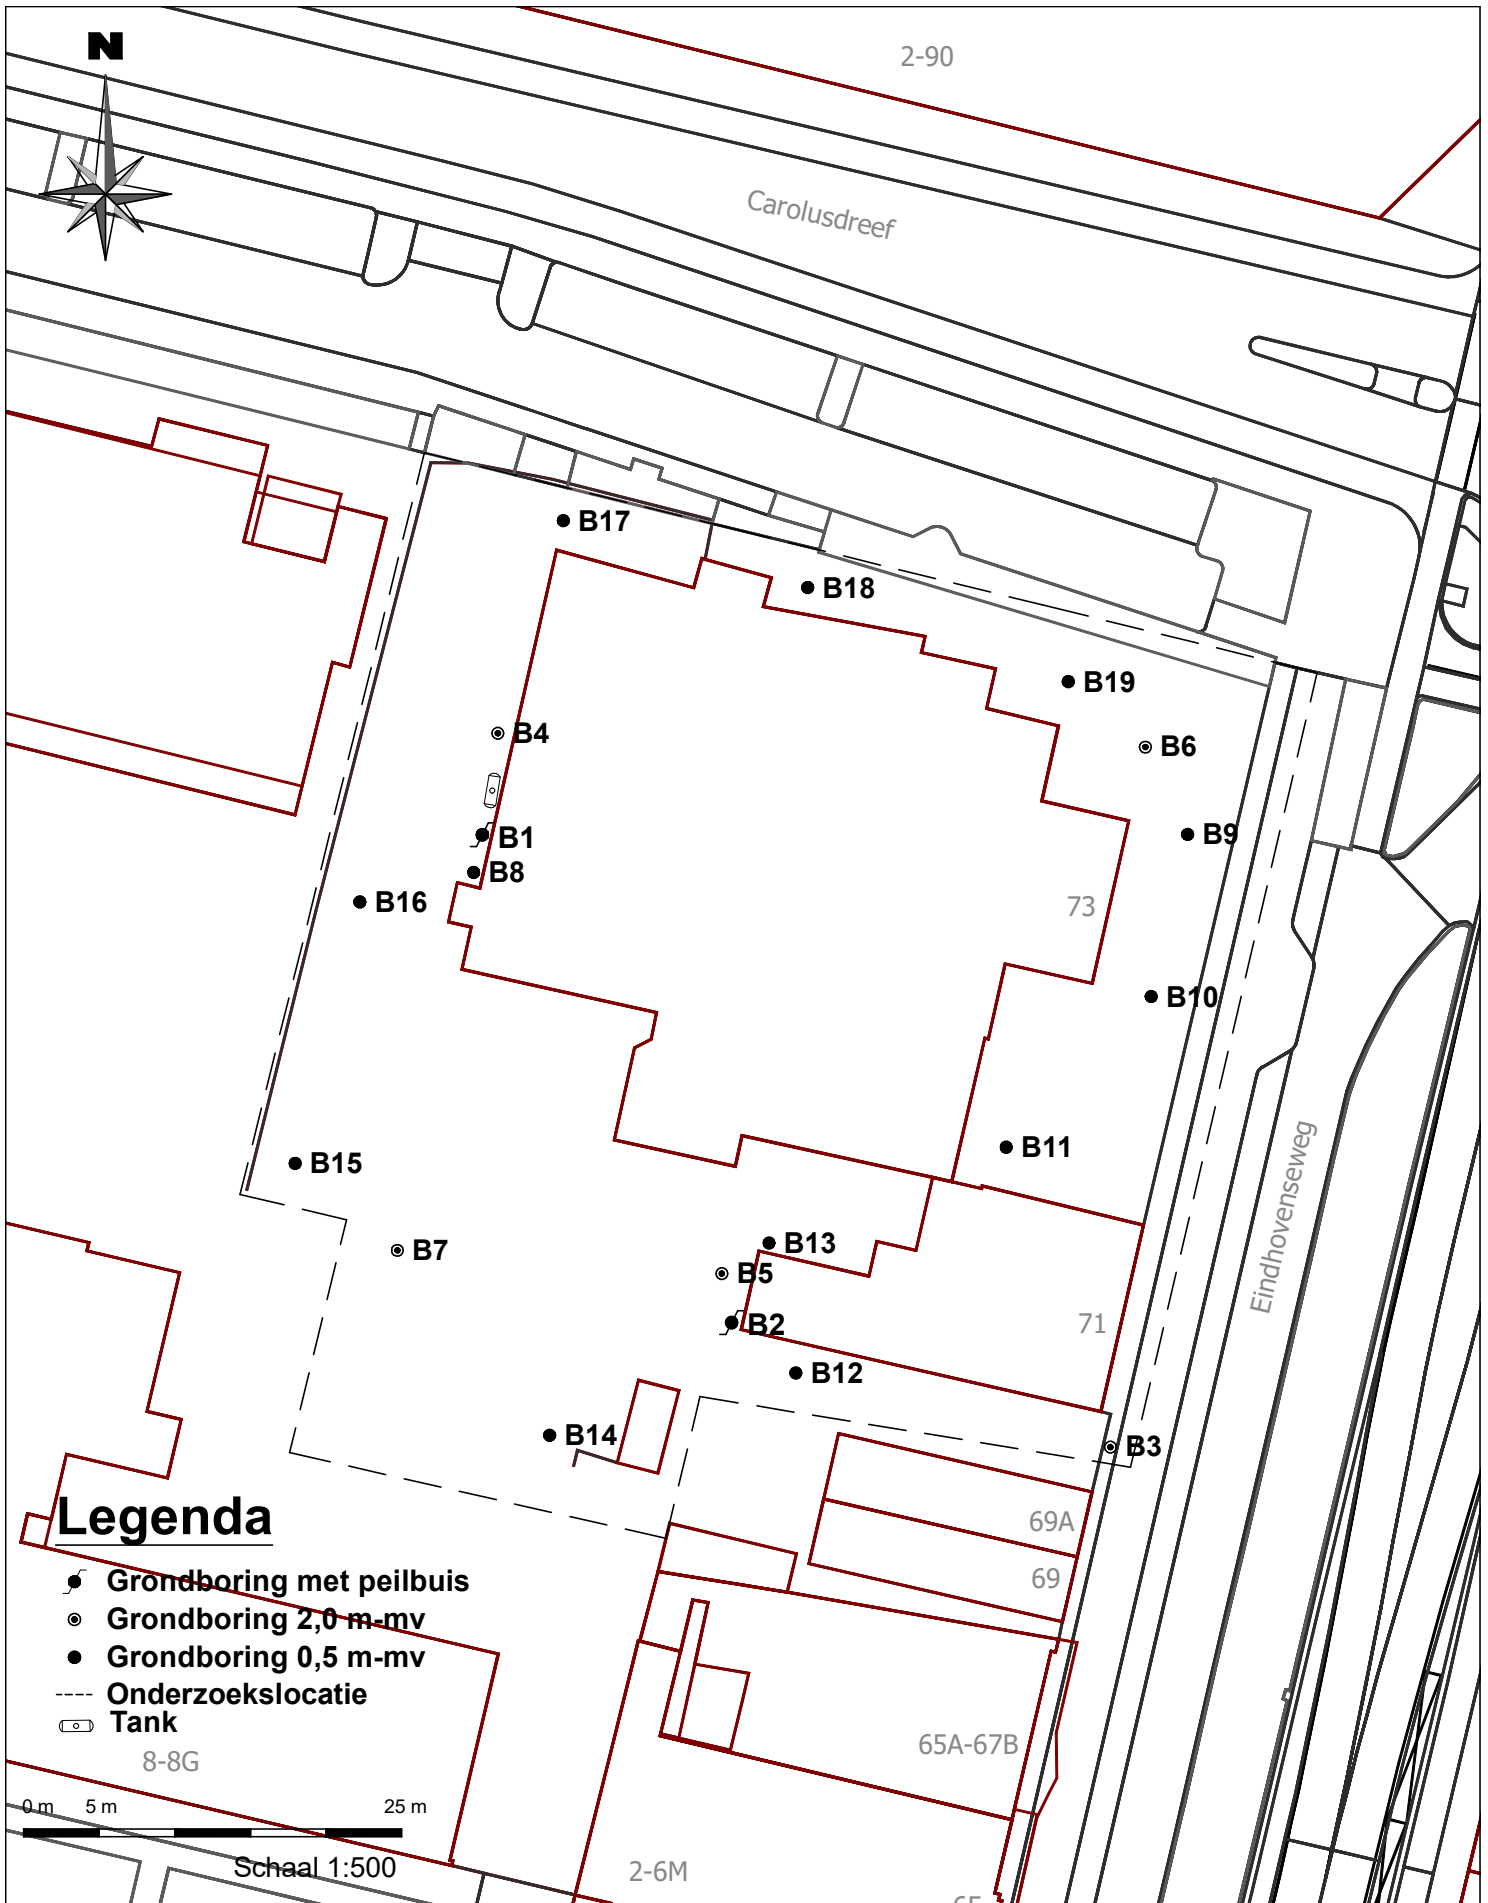 N
2-90
Carolusdreef
B17
B18
B19
B4
B6
B1
B9
B8
B16
73
B10
B11
B15
B13
B7
B5
Eindhovenseweg
B2
71
B12
B14
B3
69A
69
Legenda
Grondboring met peilbuis
Grondboring 2,0 m-mv
Grondboring 0,5 m-mv
Onderzoekslocatie
Tank
65A-67B
8-8G
0 m 5 m 25 m
Schaal 1:500
2-6M